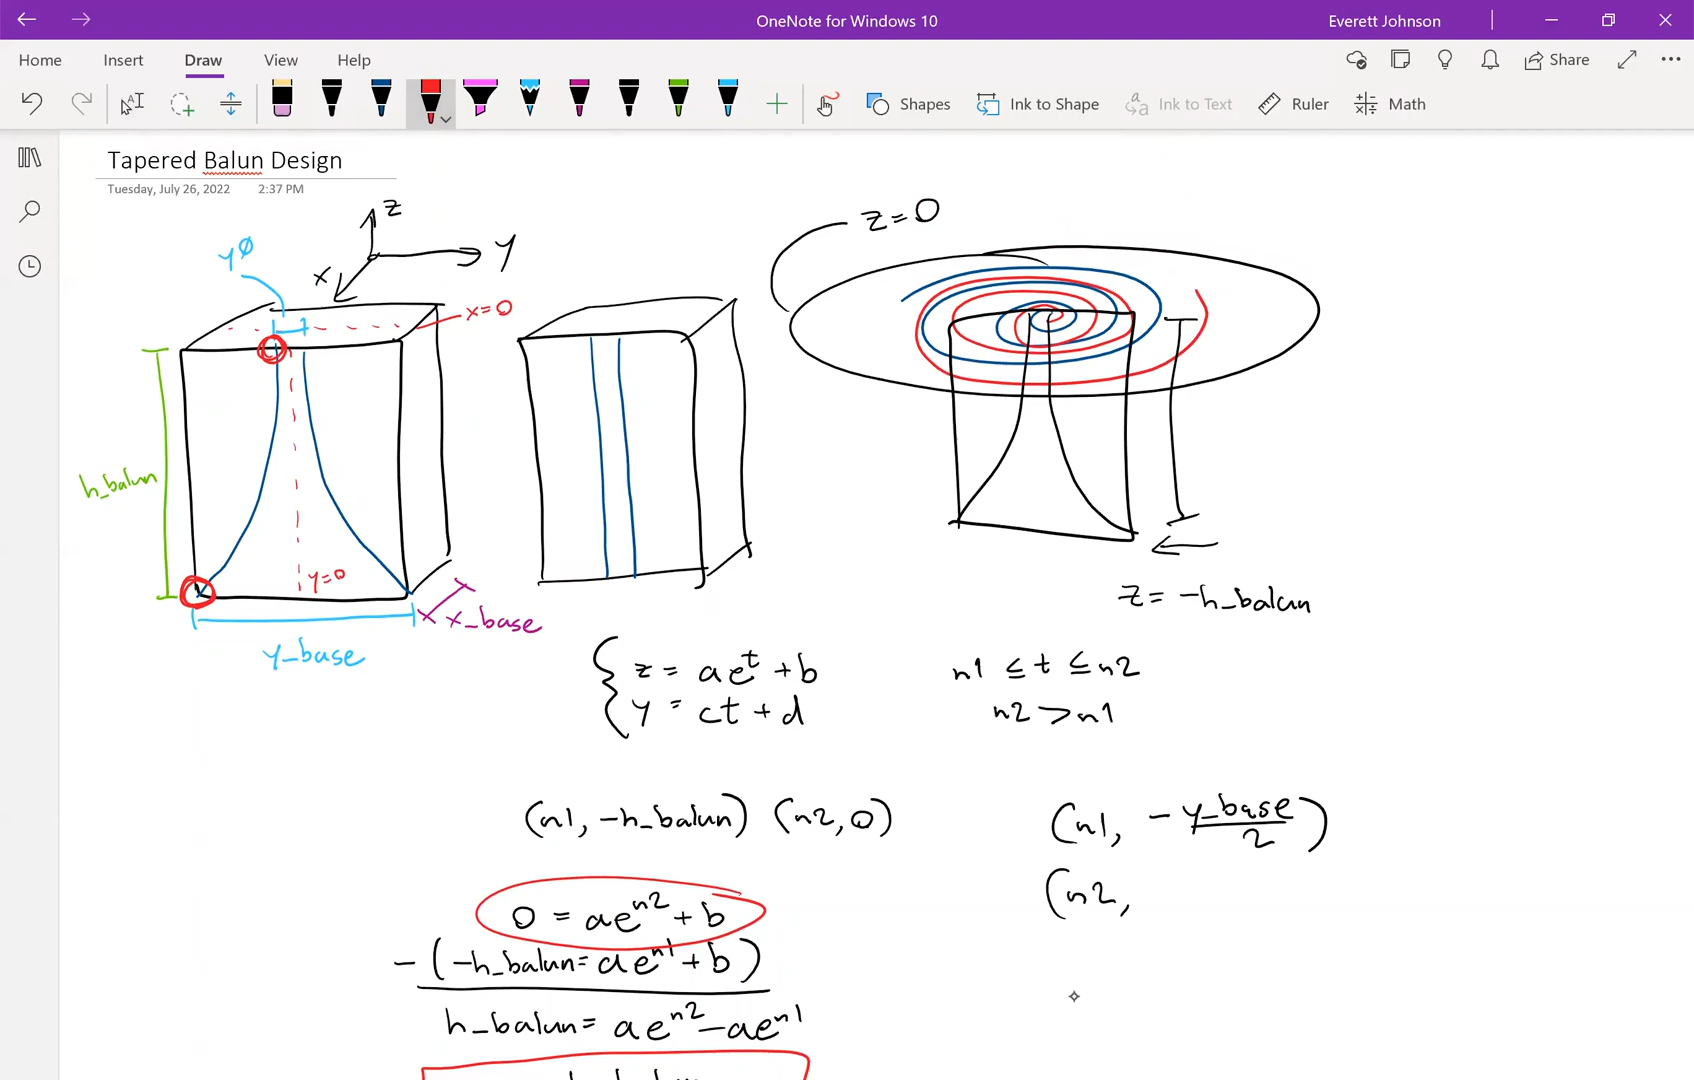 OneNote for Windows 10
Everett Johnson
Home Insert Draw View Help
Share
Shapes
Ink to Shape
Ink to Text
Ruler
Math
Tapered Balun Design
Tuesday, July 26, 2022 2:37 PM
z
y
x
yø
x=0
z=0
h_balun
y=0
x_base
y_base
z = -h_balun
z = ae^t + b
y = ct + d
n1 ≤ t ≤ n2
n2 > n1
(n1, -h_balun) (n2, 0)
(n1, -y_base/2)
(n2,
0 = ae^n2 + b
- (-h_balun = ae^n1 + b)
h_balun = ae^n2 - ae^n1